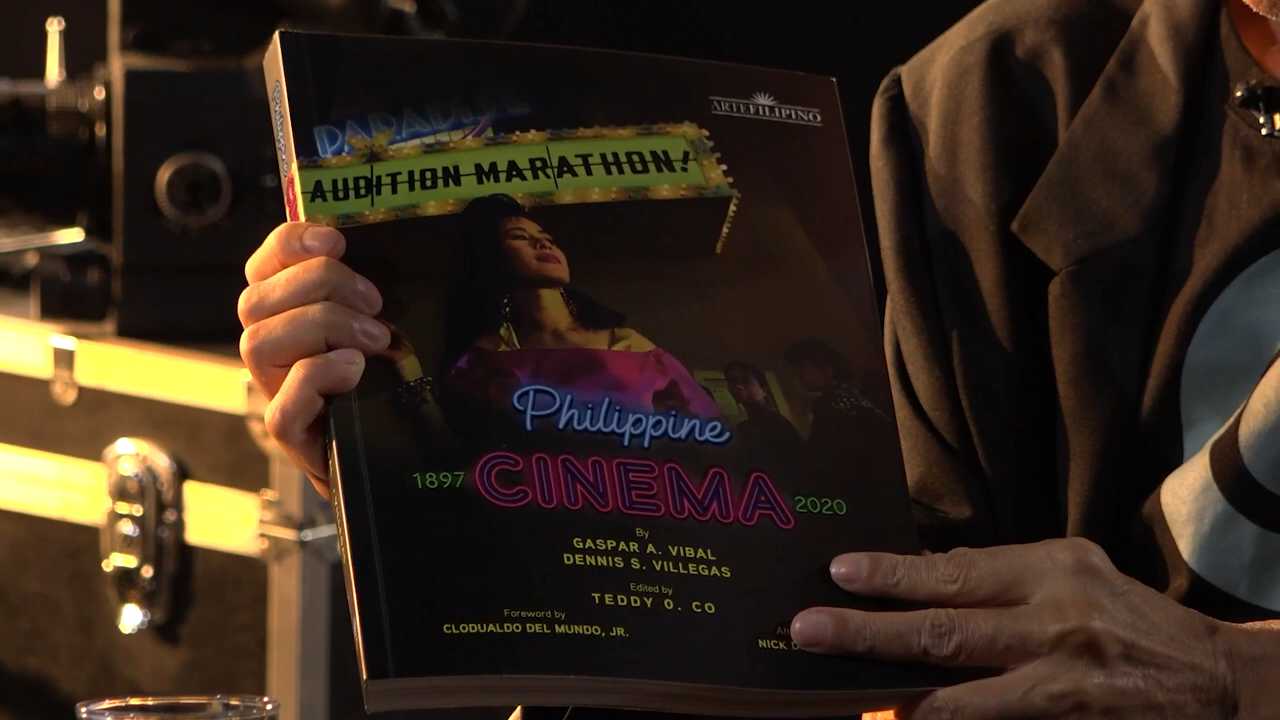 ARTEFILIPINO
PARADISE
AUDITION MARATHON!
Philippine
1897 CINEMA 2020
By
GASPAR A. VIBAL
DENNIS S. VILLEGAS
Edited by
TEDDY O. CO
Foreword by
CLODUALDO DEL MUNDO, JR.
NICK